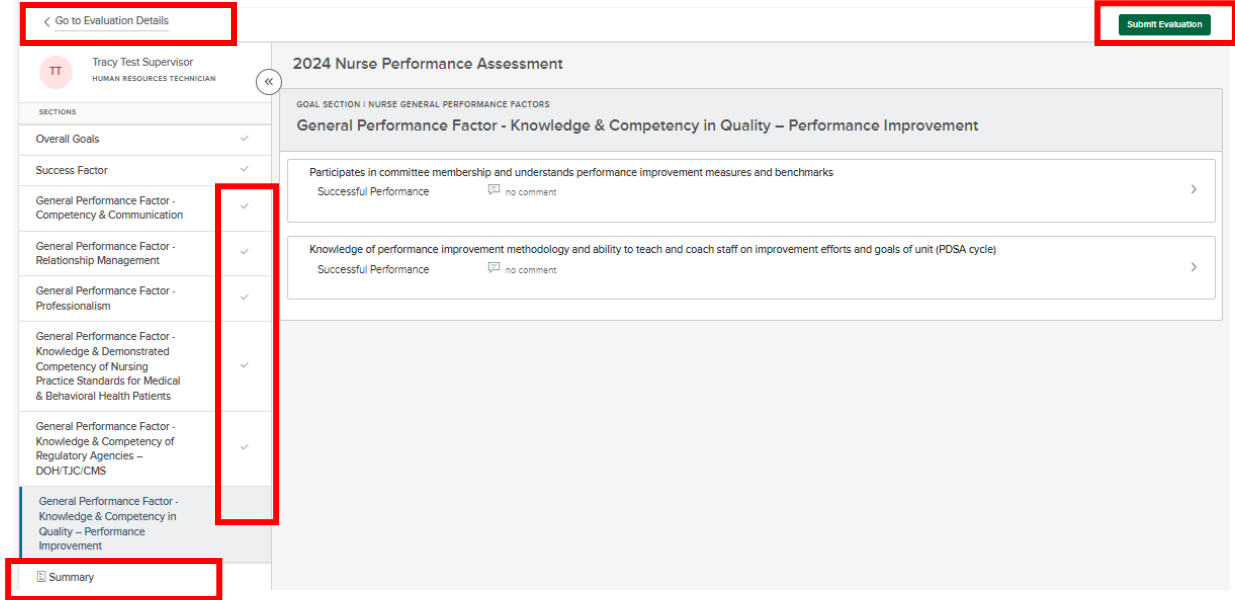 Go to Evaluation Details
Submit Evaluation
TT
Tracy Test Supervisor
HUMAN RESOURCES TECHNICIAN
SECTIONS
Overall Goals
Success Factor
General Performance Factor -
Competency & Communication
General Performance Factor -
Relationship Management
General Performance Factor -
Professionalism
General Performance Factor -
Knowledge & Demonstrated
Competency of Nursing
Practice Standards for Medical
& Behavioral Health Patients
General Performance Factor -
Knowledge & Competency of
Regulatory Agencies –
DOH/TJC/CMS
General Performance Factor -
Knowledge & Competency in
Quality – Performance
Improvement
Summary
2024 Nurse Performance Assessment
GOAL SECTION | NURSE GENERAL PERFORMANCE FACTORS
General Performance Factor - Knowledge & Competency in Quality – Performance Improvement
Participates in committee membership and understands performance improvement measures and benchmarks
Successful Performance no comment
Knowledge of performance improvement methodology and ability to teach and coach staff on improvement efforts and goals of unit (PDSA cycle)
Successful Performance no comment